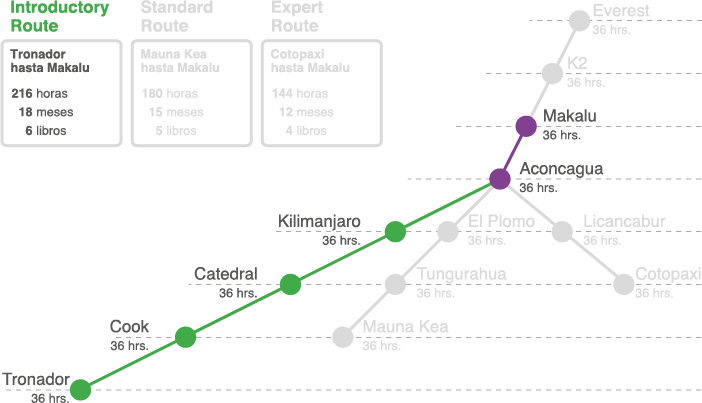 Introductory
Route
Tronador
hasta Makalu
216 horas
18 meses
6 libros
Standard
Route
Mauna Kea
hasta Makalu
180 horas
15 meses
5 libros
Expert
Route
Cotopaxi
hasta Makalu
144 horas
12 meses
4 libros
Everest
36 hrs.
K2
36 hrs.
Makalu
36 hrs.
Aconcagua
36 hrs.
Kilimanjaro
36 hrs.
El Plomo
36 hrs.
Licancabur
36 hrs.
Catedral
36 hrs.
Tungurahua
36 hrs.
Cotopaxi
36 hrs.
Cook
36 hrs.
Mauna Kea
36 hrs.
Tronador
36 hrs.